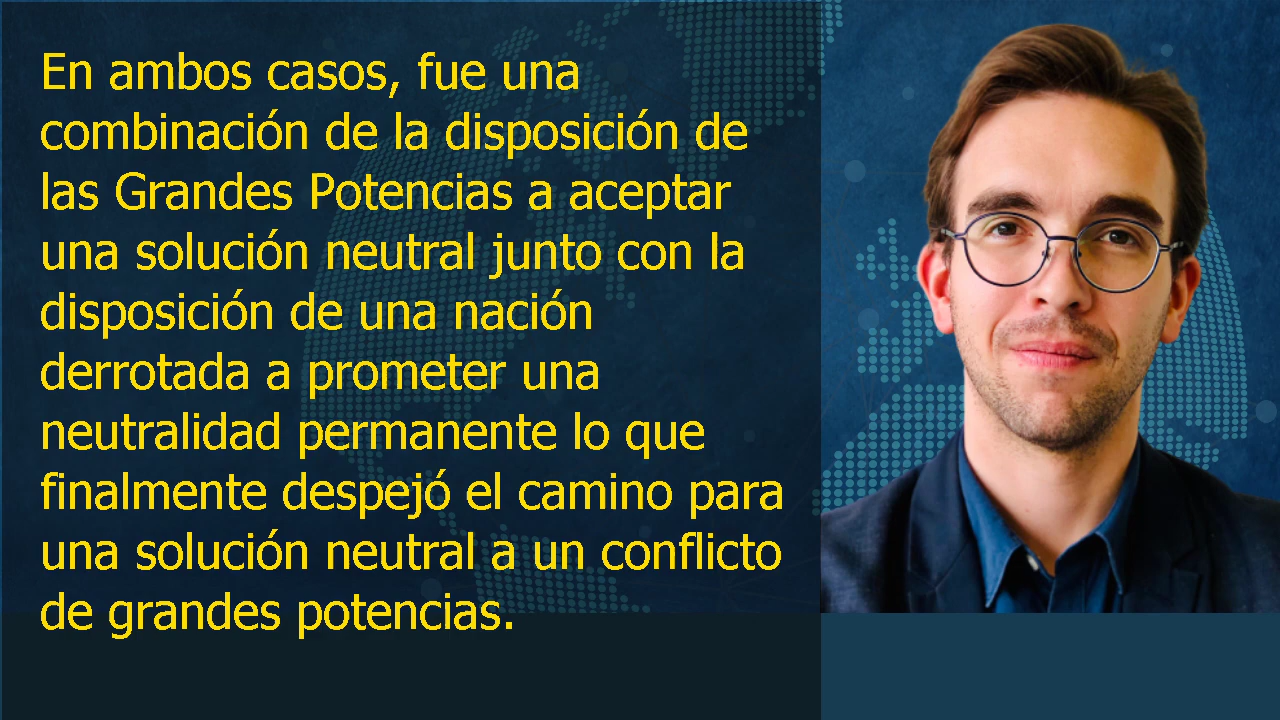 En ambos casos, fue una
combinación de la disposición de
las Grandes Potencias a aceptar
una solución neutral junto con la
disposición de una nación
derrotada a prometer una
neutralidad permanente lo que
finalmente despejó el camino para
una solución neutral a un conflicto
de grandes potencias.